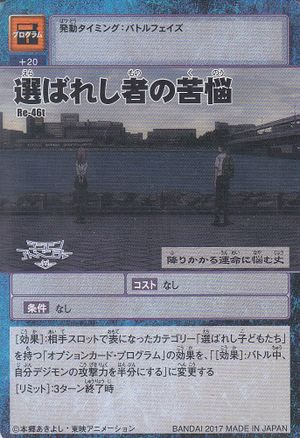 発動タイミング：バトルフェイズ
プログラム
+20
選ばれし者の苦悩
Re-46t
降りかかる運命に悩む丈
コスト なし
条件 なし
[効果]:相手スロットで表になったカテゴリー「選ばれし子どもたち」
を持つ「オプションカード・プログラム」の効果を、「[効果]:バトル中、
自分デジモンの攻撃力を半分にする」に変更する
[リミット]:3ターン終了時
©本郷あきよし・東映アニメーション
BANDAI 2017 MADE IN JAPAN